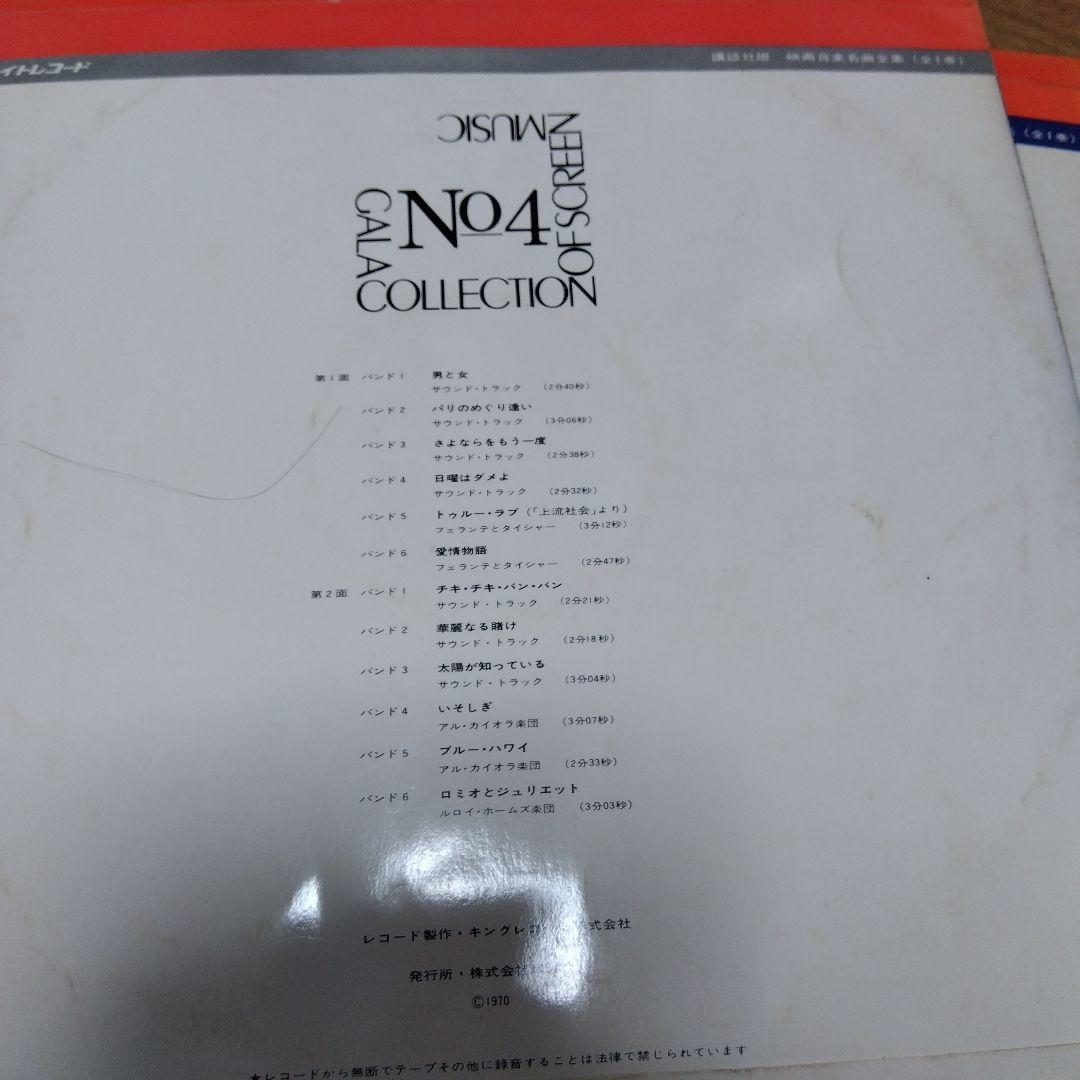 イトレコード
講談社版 映画音楽名曲全集(全1巻)
(全1巻)
GALA COLLECTION OF SCREEN MUSIC
No4
第1面 バンド1 男と女
サウンド・トラック (2分40秒)
バンド2 パリのめぐり逢い
サウンド・トラック (3分06秒)
バンド3 さよならをもう一度
サウンド・トラック (2分38秒)
バンド4 日曜はダメよ
サウンド・トラック (2分32秒)
バンド5 トゥルー・ラブ(「上流社会」より)
フェランテとタイシャー (3分12秒)
バンド6 愛情物語
フェランテとタイシャー (2分47秒)
第2面 バンド1 チキ・チキ・バン・バン
サウンド・トラック (2分21秒)
バンド2 華麗なる賭け
サウンド・トラック (2分18秒)
バンド3 太陽が知っている
サウンド・トラック (3分04秒)
バンド4 いそしぎ
アル・カイオラ楽団 (3分07秒)
バンド5 ブルー・ハワイ
アル・カイオラ楽団 (2分33秒)
バンド6 ロミオとジュリエット
ルロイ・ホームズ楽団 (3分03秒)
レコード製作・キングレコ 式会社
発行所・株式会社
©1970
★レコードから無断でテープその他に録音することは法律で禁じられています